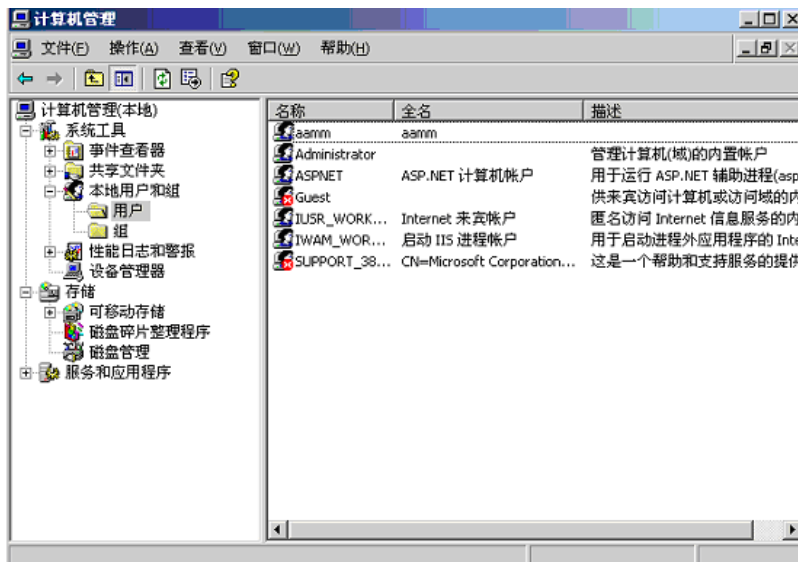 计算机管理
文件(F) 操作(A) 查看(V) 窗口(W) 帮助(H)
计算机管理(本地)
系统工具
事件查看器
共享文件夹
本地用户和组
用户
组
性能日志和警报
设备管理器
存储
可移动存储
磁盘碎片整理程序
磁盘管理
服务和应用程序
名称 全名 描述
aamm aamm
Administrator 管理计算机(域)的内置帐户
ASPNET ASP.NET 计算机帐户 用于运行 ASP.NET 辅助进程(asp
Guest 供来宾访问计算机或访问域的内
IUSR_WORK... Internet 来宾帐户 匿名访问 Internet 信息服务的内
IWAM_WOR... 启动 IIS 进程帐户 用于启动进程外应用程序的 Inte
SUPPORT_38... CN=Microsoft Corporation... 这是一个帮助和支持服务的提供